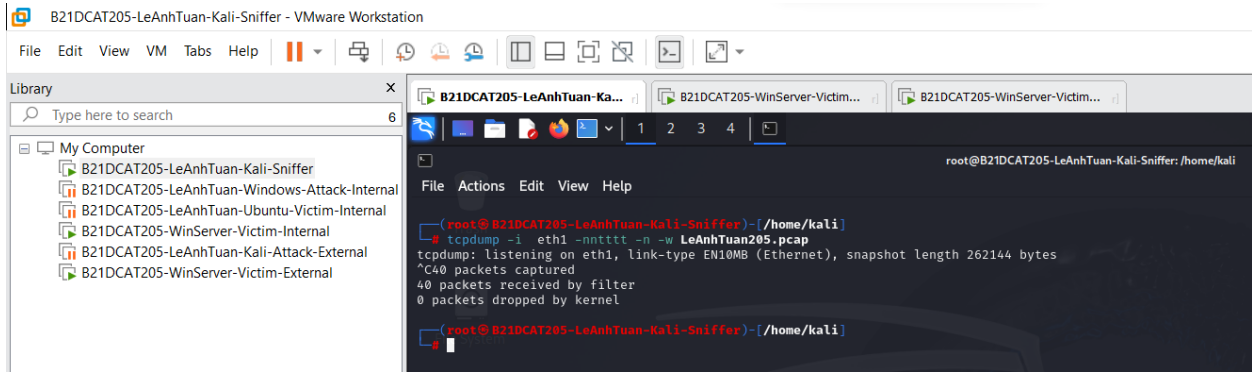 B21DCAT205-LeAnhTuan-Kali-Sniffer - VMware Workstation
File Edit View VM Tabs Help
Library X
Type here to search 6
My Computer
B21DCAT205-LeAnhTuan-Kali-Sniffer
B21DCAT205-LeAnhTuan-Windows-Attack-Internal
B21DCAT205-LeAnhTuan-Ubuntu-Victim-Internal
B21DCAT205-WinServer-Victim-Internal
B21DCAT205-LeAnhTuan-Kali-Attack-External
B21DCAT205-WinServer-Victim-External
B21DCAT205-LeAnhTuan-Ka... B21DCAT205-WinServer-Victim... B21DCAT205-WinServer-Victim...
1 2 3 4
root@B21DCAT205-LeAnhTuan-Kali-Sniffer: /home/kali
File Actions Edit View Help
(root㉿B21DCAT205-LeAnhTuan-Kali-Sniffer)-[/home/kali]
# tcpdump -i eth1 -nntttt -n -w LeAnhTuan205.pcap
tcpdump: listening on eth1, link-type EN10MB (Ethernet), snapshot length 262144 bytes
^C40 packets captured
40 packets received by filter
0 packets dropped by kernel
(root㉿B21DCAT205-LeAnhTuan-Kali-Sniffer)-[/home/kali]
#